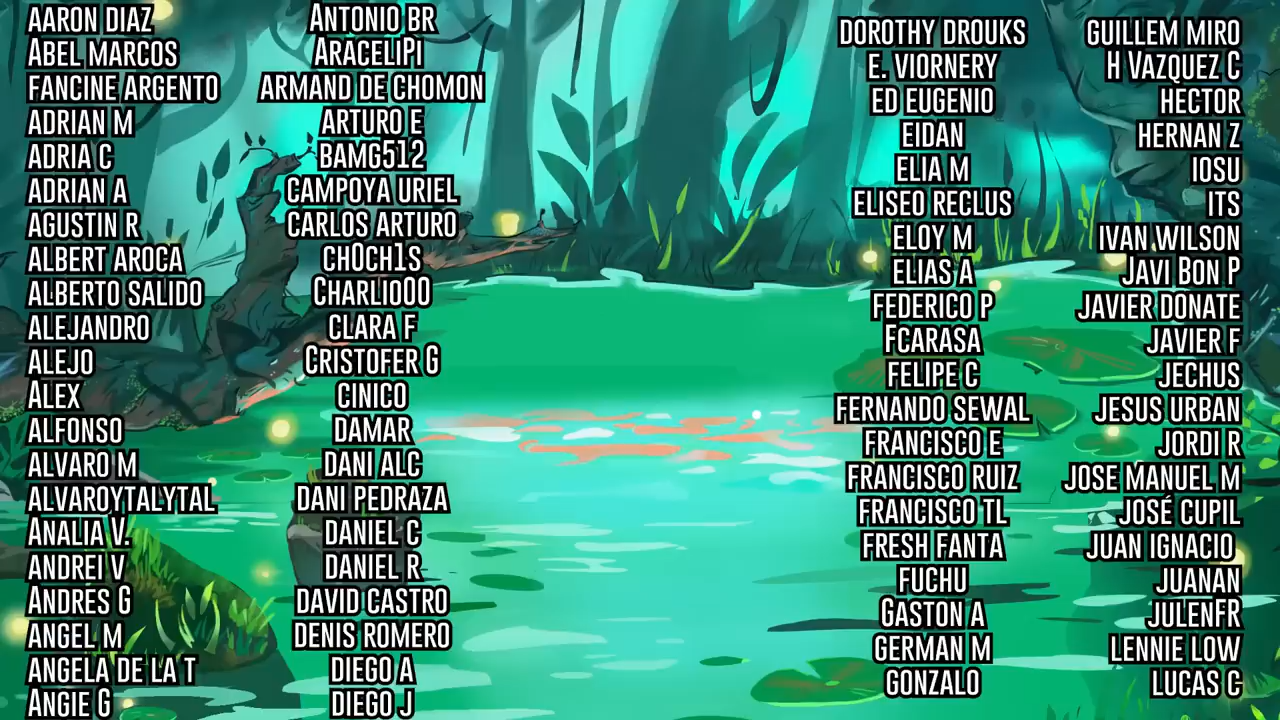 AARON DIAZ
ABEL MARCOS
FANCINE ARGENTO
ADRIAN M
ADRIA C
ADRIAN A
AGUSTIN R
ALBERT AROCA
ALBERTO SALIDO
ALEJANDRO
ALEJO
ALEX
ALFONSO
ALVARO M
ALVAROYTALYTAL
ANALIA V.
ANDREI V
ANDRÉS G
ANGEL M
ANGELA DE LA T
ANGIE G
ANTONIO BR
ARACELIPI
ARMAND DE CHOMON
ARTURO E
BAMG512
CAMPOYA URIEL
CARLOS ARTURO
CH0CH1S
CHARLIO00
CLARA F
CRISTOFER G
CINICO
DAMAR
DANI ALC
DANI PEDRAZA
DANIEL C
DANIEL R
DAVID CASTRO
DENIS ROMERO
DIEGO A
DIEGO J
DOROTHY DROUKS
E. VIORNERY
ED EUGENIO
EIDAN
ELIA M
ELISEO RECLUS
ELOY M
ELIAS A
FEDERICO P
FCARASA
FELIPE C
FERNANDO SEWAL
FRANCISCO E
FRANCISCO RUIZ
FRANCISCO TL
FRESH FANTA
FUCHU
GASTON A
GERMAN M
GONZALO
GUILLEM MIRO
H VAZQUEZ C
HECTOR
HERNAN Z
IOSU
ITS
IVAN WILSON
JAVI BON P
JAVIER DONATE
JAVIER F
JECHUS
JESUS URBAN
JORDI R
JOSE MANUEL M
JOSÉ CUPIL
JUAN IGNACIO
JUANAN
JULENFR
LENNIE LOW
LUCAS C